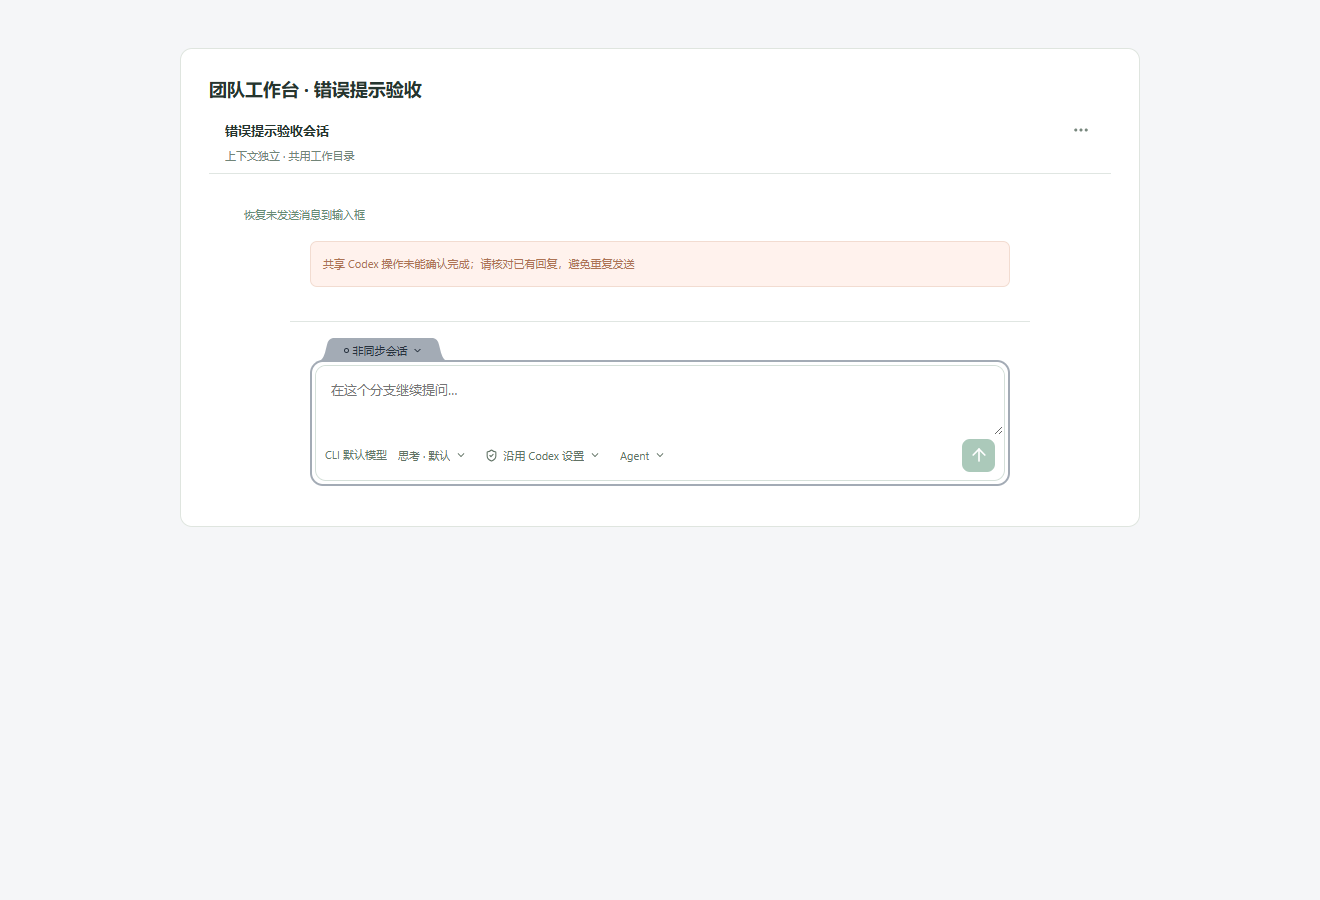 团队工作台 · 错误提示验收
错误提示验收会话
上下文独立 · 共用工作目录
恢复未发送消息到输入框
共享 Codex 操作未能确认完成；请核对已有回复，避免重复发送
非同步会话
在这个分支继续提问...
CLI 默认模型 思考 · 默认 沿用 Codex 设置 Agent